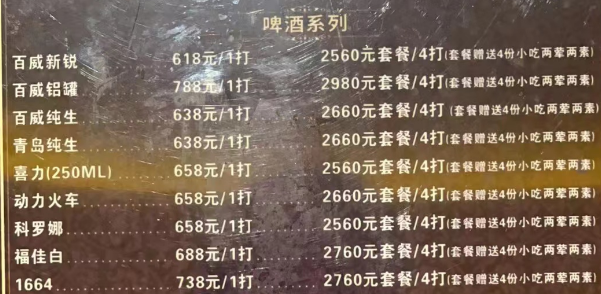 啤酒系列
百威新锐 618元/1打 2560元套餐/4打(套餐赠送4份小吃两荤两素)
百威铝罐 788元/1打 2980元套餐/4打(套餐赠送4份小吃两荤两素)
百威纯生 638元/1打 2660元套餐/4打(套餐赠送4份小吃两荤两素)
青岛纯生 638元/1打 2660元套餐/4打(套餐赠送4份小吃两荤两素)
喜力(250ML) 658元/1打 2560元套餐/4打(套餐赠送4份小吃两荤两素)
动力火车 658元/1打 2660元套餐/4打(套餐赠送4份小吃两荤两素)
科罗娜 658元/1打 2560元套餐/4打(套餐赠送4份小吃两荤两素)
福佳白 688元/1打 2760元套餐/4打(套餐赠送4份小吃两荤两素)
1664 738元/1打 2760元套餐/4打(套餐赠送4份小吃两荤两素)